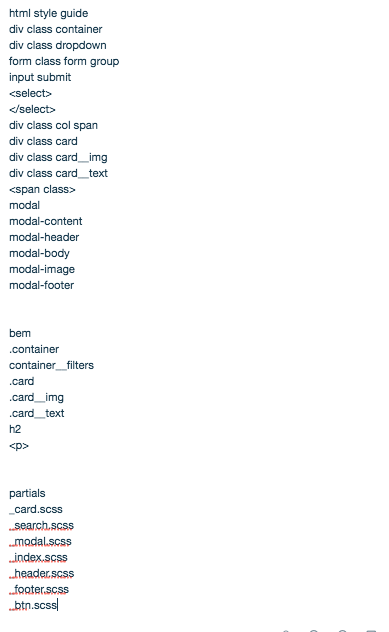 html style guide
div class container
div class dropdown
form class form group
input submit
<select>
</select>
div class col span
div class card
div class card__img
div class card__text
<span class>
modal
modal-content
modal-header
modal-body
modal-image
modal-footer
bem
.container
container__filters
.card
.card__img
.card__text
h2
<p>
partials
_card.scss
_search.scss
_modal.scss
_index.scss
_header.scss
_footer.scss
_btn.scss